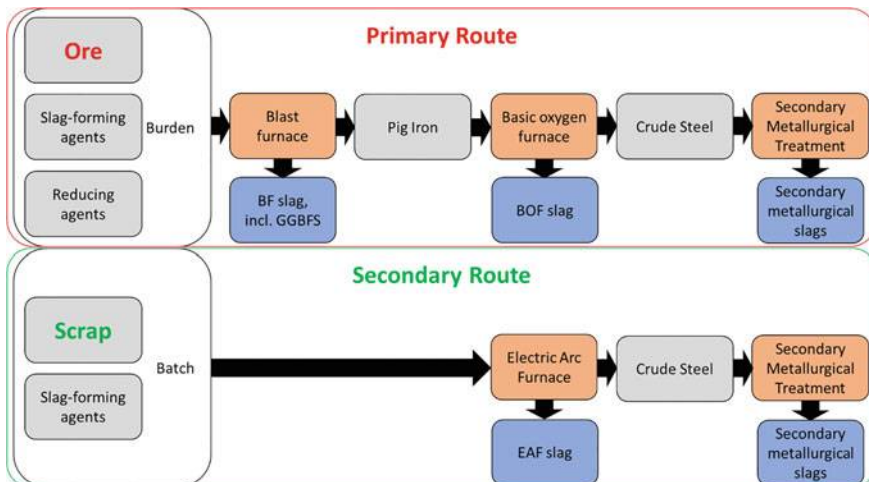 Primary Route
Ore
Slag-forming
agents
Reducing
agents
Burden
Blast
furnace
Pig Iron
Basic oxygen
furnace
Crude Steel
Secondary
Metallurgical
Treatment
BF slag,
incl. GGBFS
BOF slag
Secondary
metallurgical
slags
Secondary Route
Scrap
Slag-forming
agents
Batch
Electric Arc
Furnace
Crude Steel
Secondary
Metallurgical
Treatment
EAF slag
Secondary
metallurgical
slags